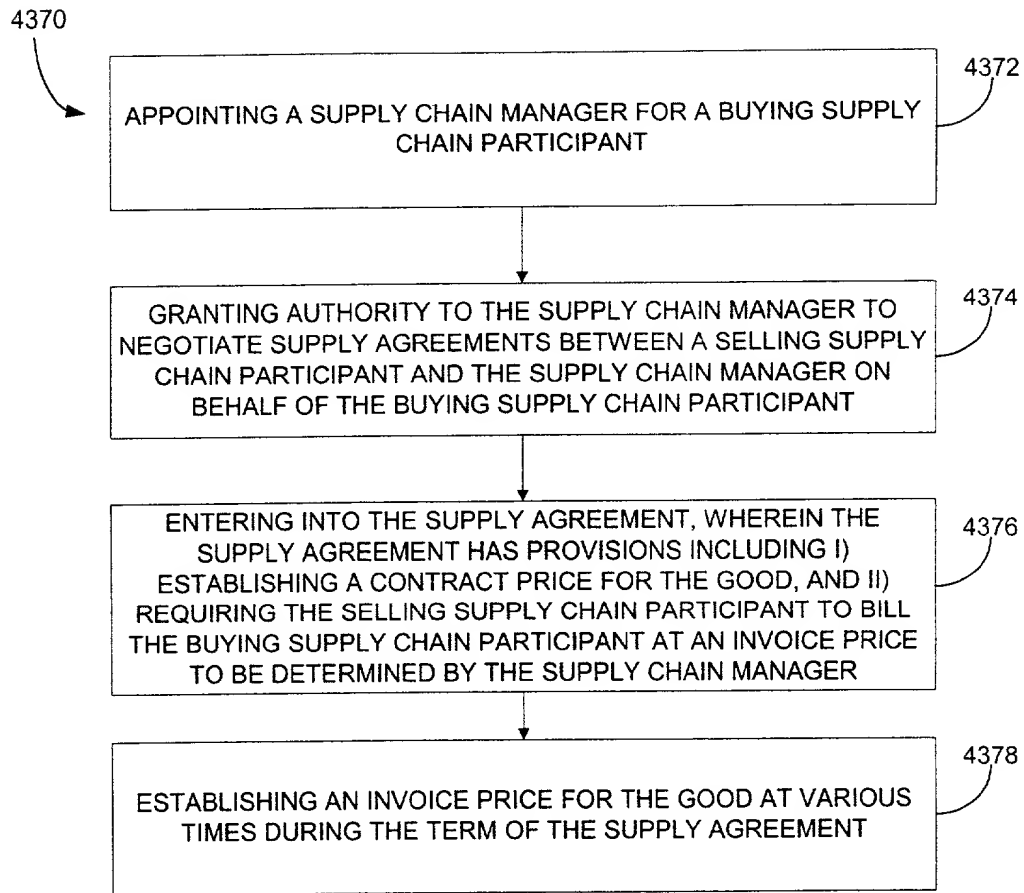 4370
4372
APPOINTING A SUPPLY CHAIN MANAGER FOR A BUYING SUPPLY
CHAIN PARTICIPANT
4374
GRANTING AUTHORITY TO THE SUPPLY CHAIN MANAGER TO
NEGOTIATE SUPPLY AGREEMENTS BETWEEN A SELLING SUPPLY
CHAIN PARTICIPANT AND THE SUPPLY CHAIN MANAGER ON
BEHALF OF THE BUYING SUPPLY CHAIN PARTICIPANT
4376
ENTERING INTO THE SUPPLY AGREEMENT, WHEREIN THE
SUPPLY AGREEMENT HAS PROVISIONS INCLUDING I)
ESTABLISHING A CONTRACT PRICE FOR THE GOOD, AND II)
REQUIRING THE SELLING SUPPLY CHAIN PARTICIPANT TO BILL
THE BUYING SUPPLY CHAIN PARTICIPANT AT AN INVOICE PRICE
TO BE DETERMINED BY THE SUPPLY CHAIN MANAGER
4378
ESTABLISHING AN INVOICE PRICE FOR THE GOOD AT VARIOUS
TIMES DURING THE TERM OF THE SUPPLY AGREEMENT